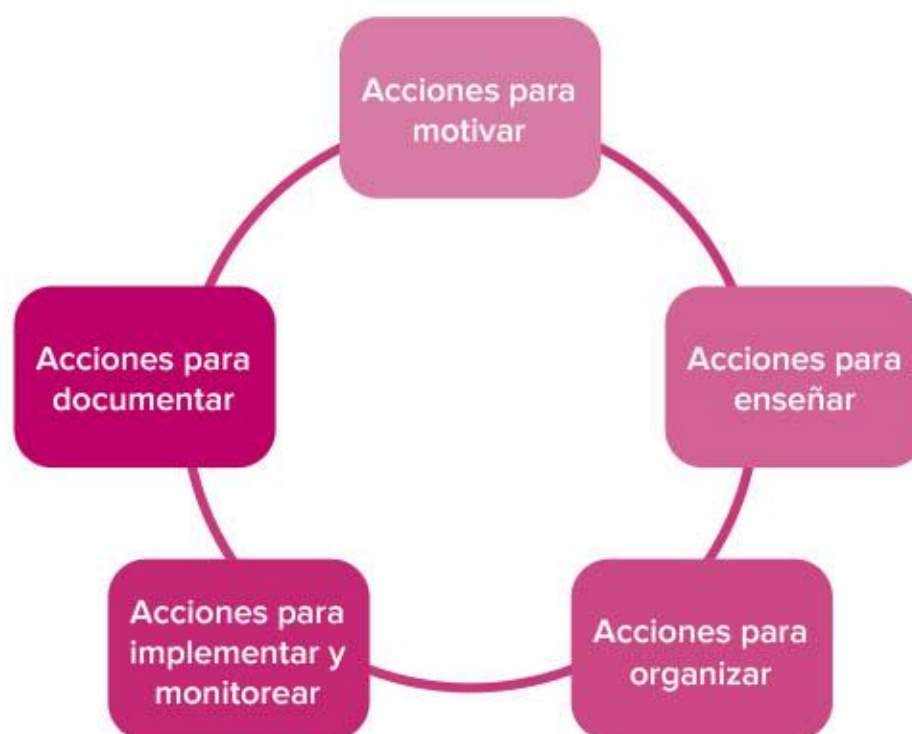 Acciones para
motivar
Acciones para
enseñar
Acciones para
organizar
Acciones para
implementar y
monitorear
Acciones para
documentar